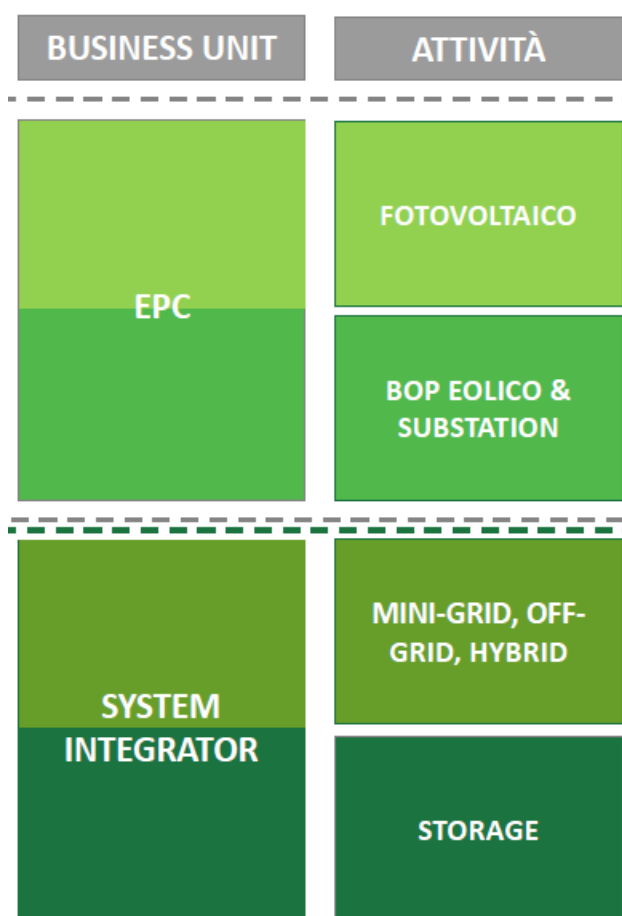 BUSINESS UNIT
ATTIVITÀ
EPC
FOTOVOLTAICO
BOP EOLICO &
SUBSTATION
SYSTEM
INTEGRATOR
MINI-GRID, OFF-
GRID, HYBRID
STORAGE